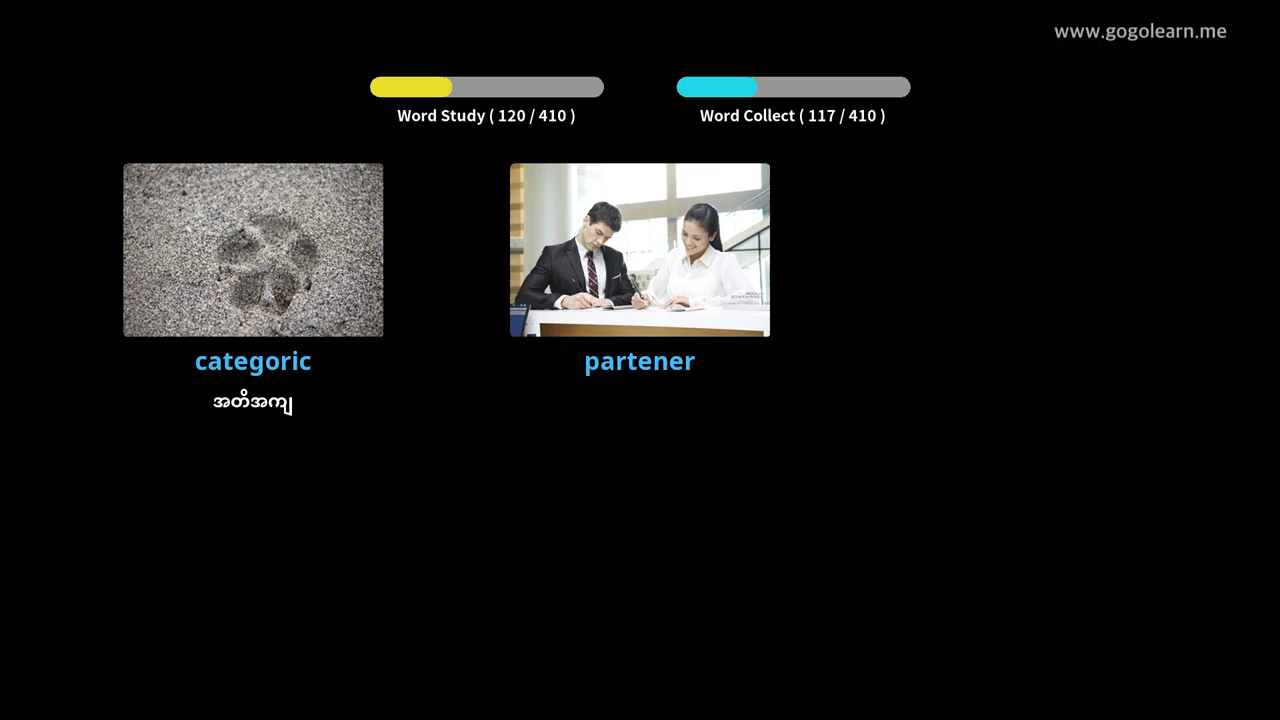 www.gogolearn.me
Word Study ( 120 / 410 )
Word Collect ( 117 / 410 )
categoric
partener
အတိအကျ